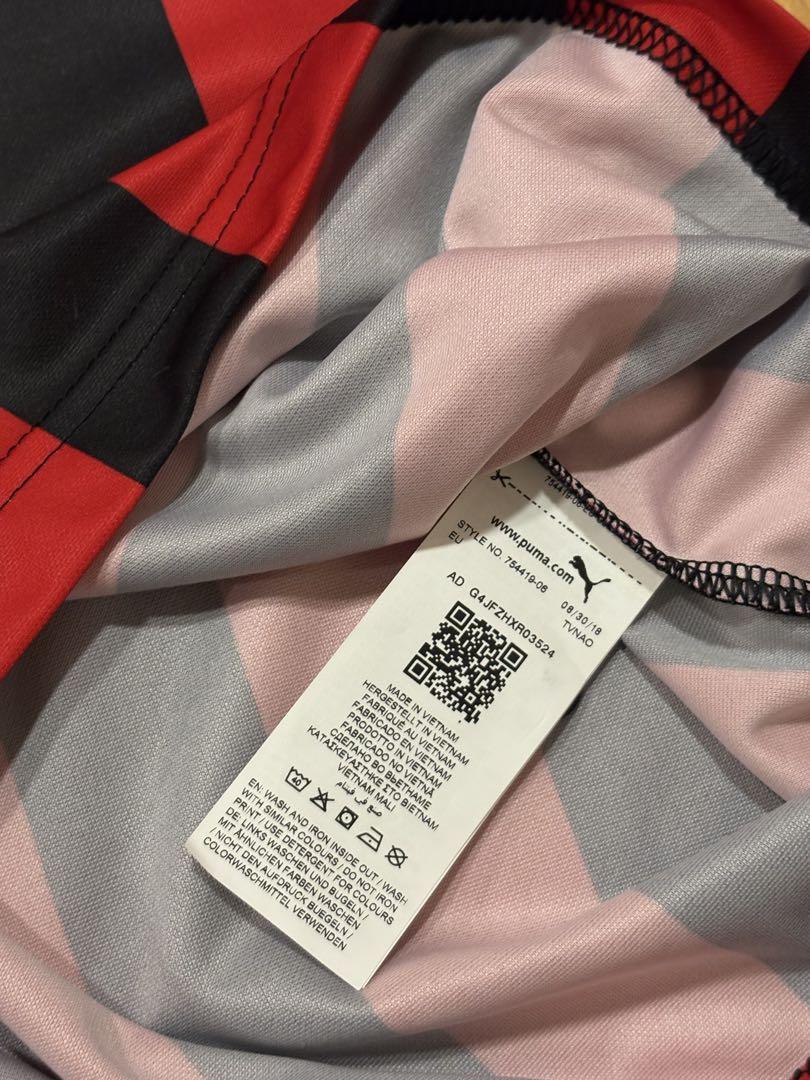 www.puma.com
STYLE NO. 754419-06
EU
08/30/18
TVNAO
AD G4JFZHXR03524
MADE IN VIETNAM
HERGESTELLT IN VIETNAM
FABRIQUÉ AU VIETNAM
FABRICADO EN VIETNAM
PRODOTTO IN VIETNAM
FABRICADO NO VIETNÃ
СДЕЛАНО ВО ВЬЕТНАМЕ
ΚΑΤΑΣΚΕΥΑΣΤΗΚΕ ΣΤΟ ΒΙΕΤΝΑΜ
VIETNAM MALI
صنع في فيتنام
40
EN: WASH AND IRON INSIDE OUT / WASH
WITH SIMILAR COLOURS / DO NOT IRON
PRINT / USE DETERGENT FOR COLOURS
DE: LINKS WASCHEN UND BUGELN /
MIT ÄHNLICHEN FARBEN WASCHEN
/ NICHT DEN AUFDRUCK BUEGELN /
COLORWASCHMITTEL VERWENDEN